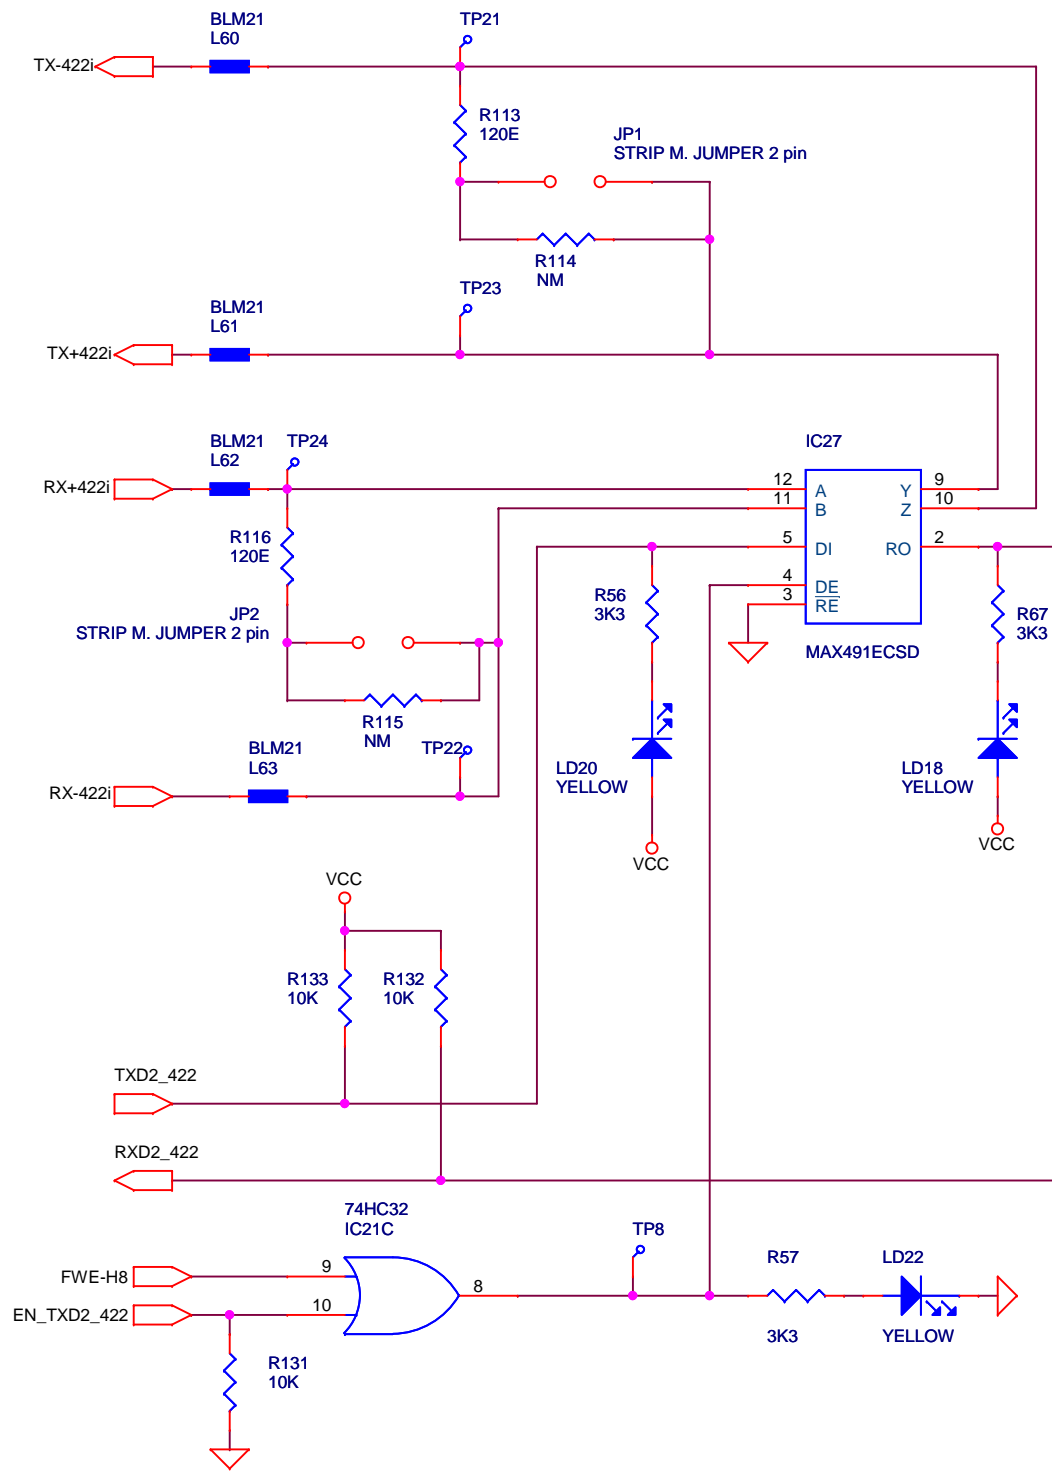 BLM21
L60
TP21
TX-422i
R113
120E
JP1
STRIP M. JUMPER 2 pin
R114
NM
TP23
BLM21
L61
TX+422i
BLM21
L62
TP24
IC27
RX+422i
12
11
A
B
Y
Z
9
10
R116
120E
5
DI
RO
2
4
3
DE
RE
R56
3K3
R67
3K3
JP2
STRIP M. JUMPER 2 pin
MAX491ECSD
R115
NM
BLM21
L63
TP22
RX-422i
LD20
YELLOW
LD18
YELLOW
VCC
VCC
VCC
R133
10K
R132
10K
TXD2_422
RXD2_422
74HC32
IC21C
TP8
R57
LD22
FWE-H8
9
8
EN_TXD2_422
10
3K3
YELLOW
R131
10K